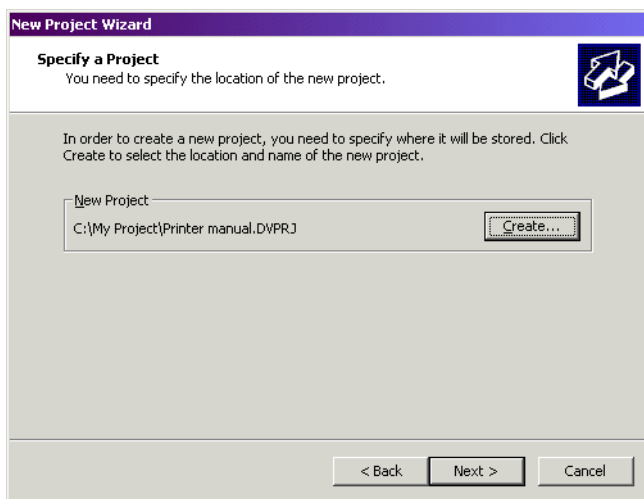 New Project Wizard
Specify a Project
You need to specify the location of the new project.
In order to create a new project, you need to specify where it will be stored. Click
Create to select the location and name of the new project.
New Project
C:\My Project\Printer manual.DVPRJ
Create...
< Back
Next >
Cancel